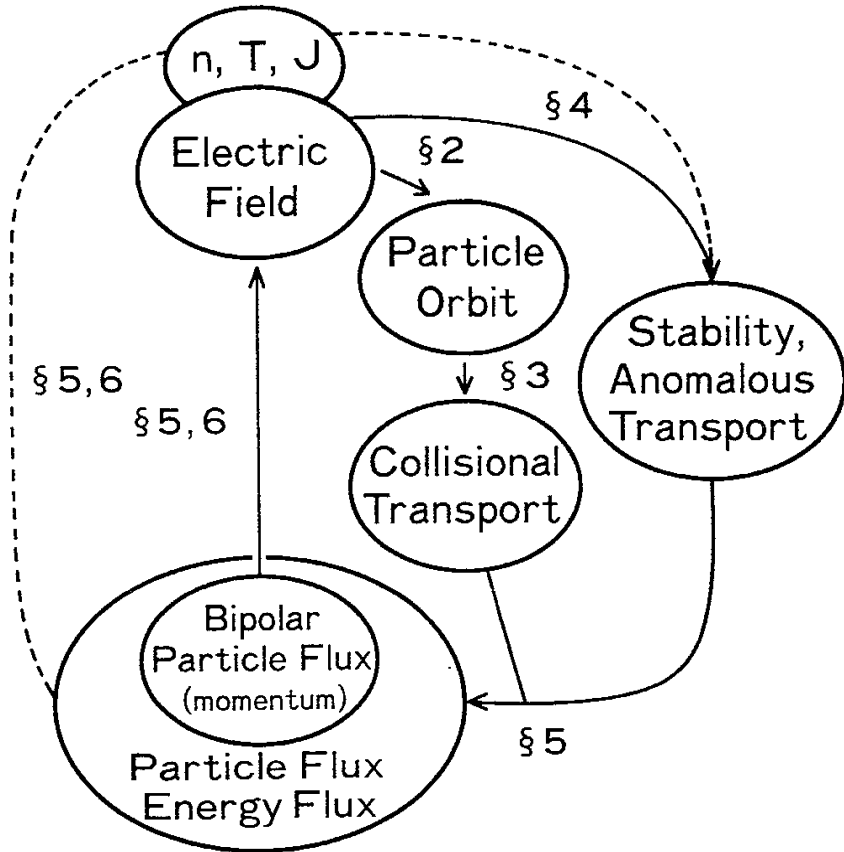 n, T, J
Electric
Field
§4
§2
Particle
Orbit
§3
Stability,
Anomalous
Transport
§5,6
§5,6
Collisional
Transport
Bipolar
Particle Flux
(momentum)
§5
Particle Flux
Energy Flux